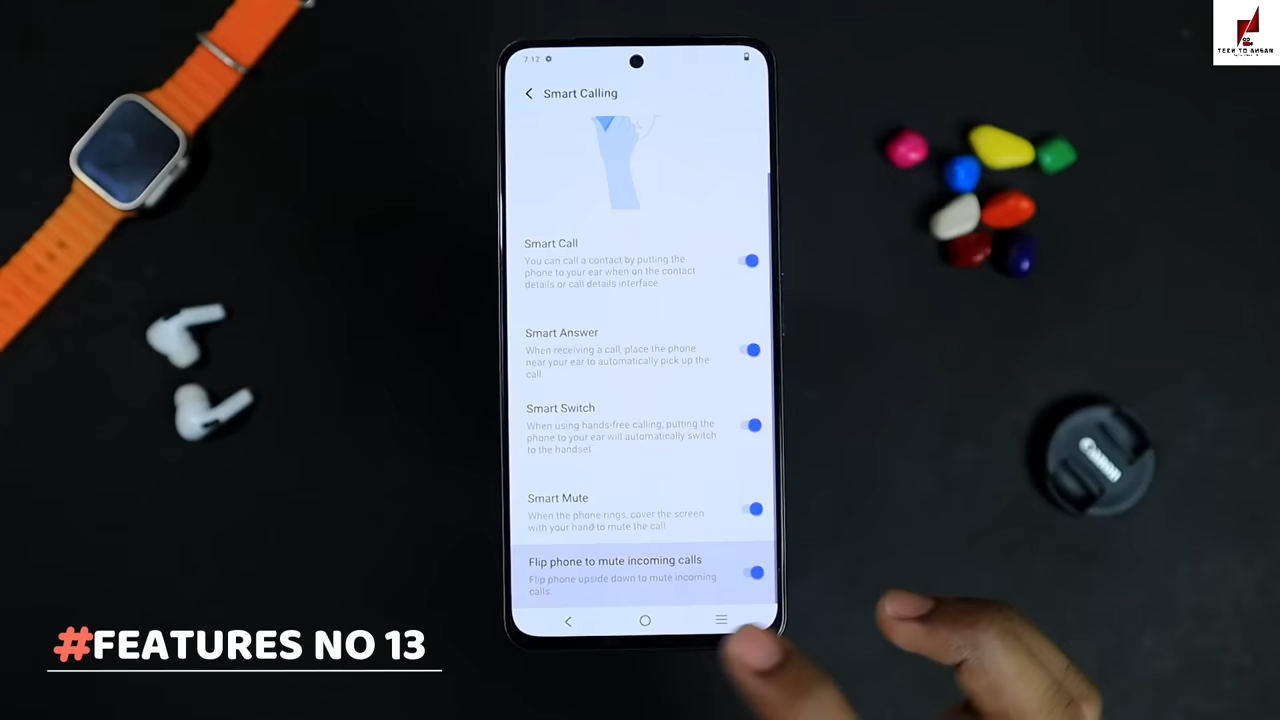 TECH TO AHSAN
7:12
Smart Calling
Smart Call
You can call a contact by putting the
phone to your ear when on the contact
details or call details interface
Smart Answer
When receiving a call, place the phone
near your ear to automatically pick up the
call.
Smart Switch
When using hands-free calling, putting the
phone to your ear will automatically switch
to the handset
Smart Mute
When the phone rings, cover the screen
with your hand to mute the call
Flip phone to mute incoming calls
Flip phone upside down to mute incoming
calls.
Canon
#FEATURES NO 13